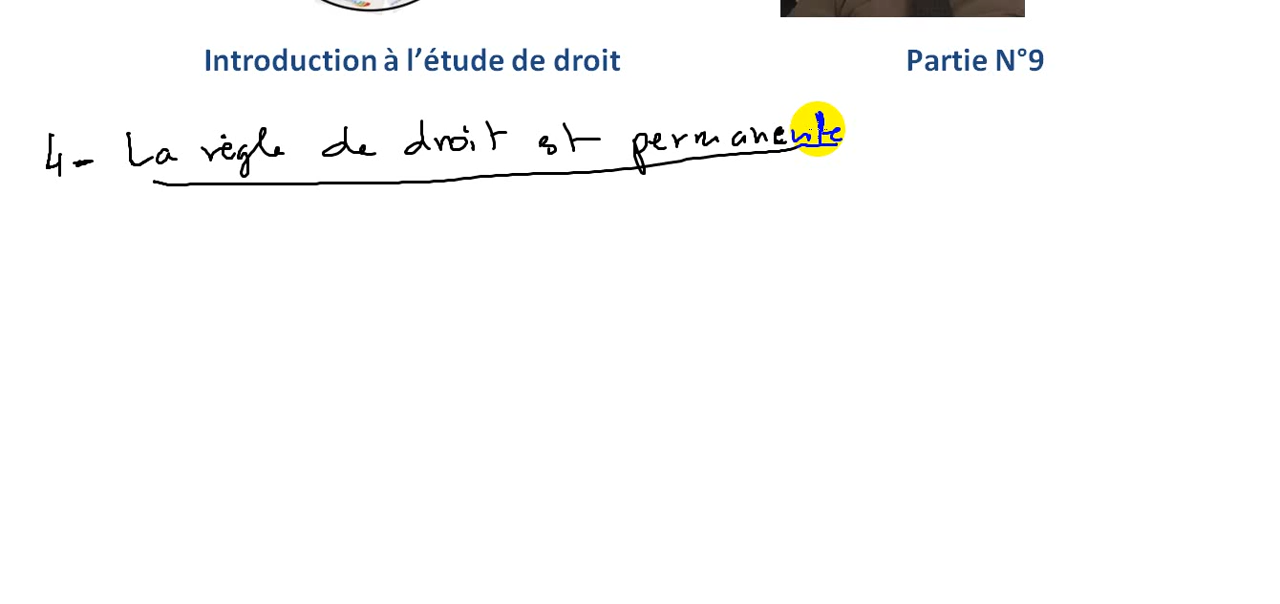 Introduction à l’étude de droit
Partie N°9
4- La règle de droit est permanente